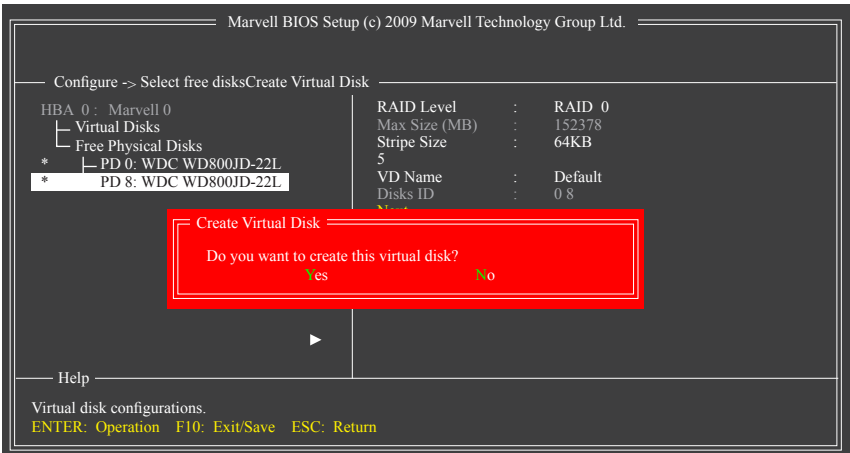 Marvell BIOS Setup (c) 2009 Marvell Technology Group Ltd.
Configure -> Select free disksCreate Virtual Disk
HBA 0 : Marvell 0
Virtual Disks
Free Physical Disks
* PD 0: WDC WD800JD-22L
* PD 8: WDC WD800JD-22L
RAID Level : RAID 0
Max Size (MB) : 152378
Stripe Size : 64KB
5
VD Name : Default
Disks ID : 0 8
Next
Create Virtual Disk
Do you want to create this virtual disk?
Yes No
Help
Virtual disk configurations.
ENTER: Operation F10: Exit/Save ESC: Return